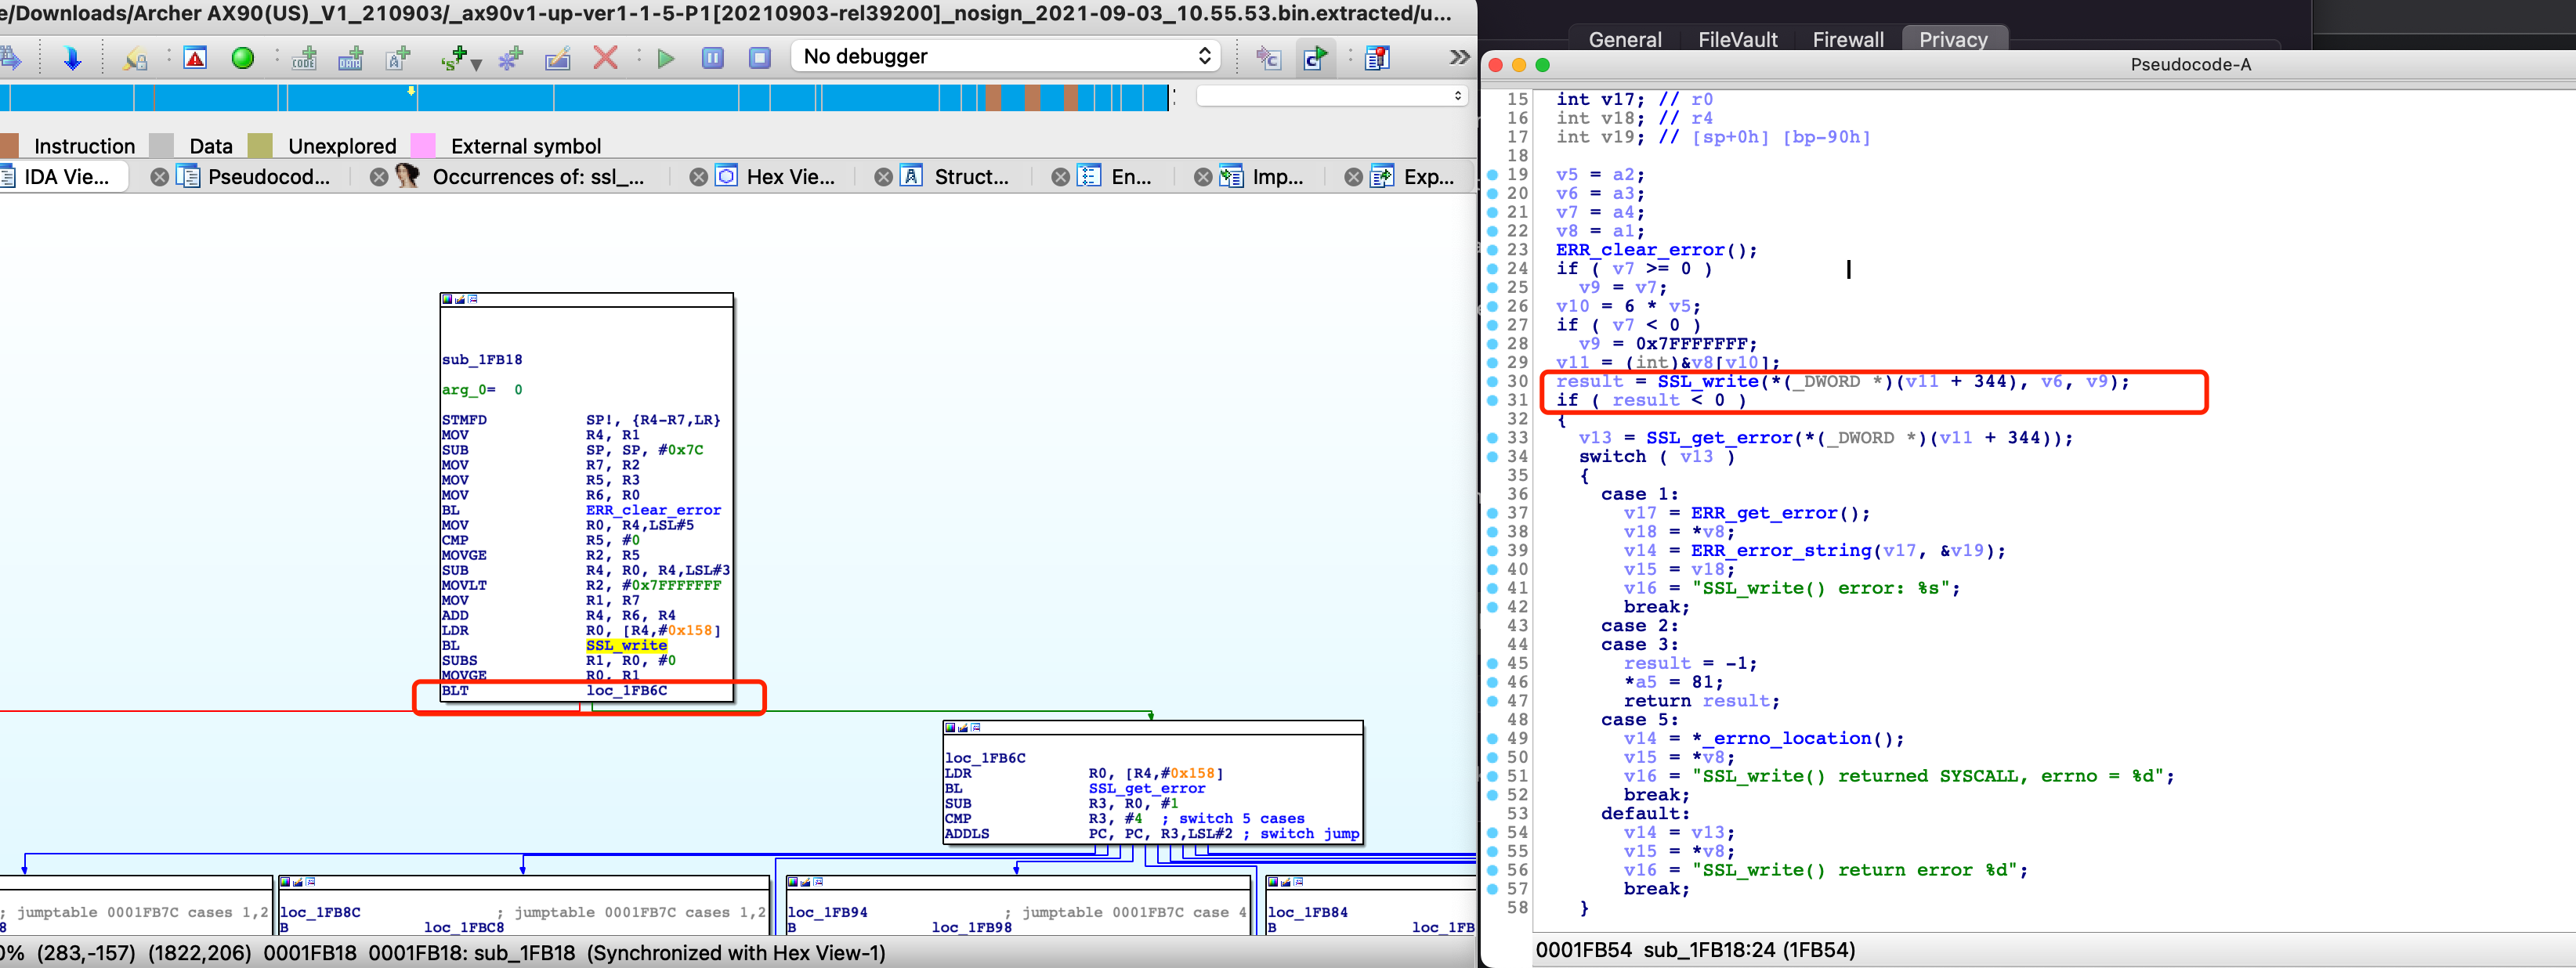 e/Downloads/Archer AX90(US)_V1_210903/_ax90v1-up-ver1-1-5-P1[20210903-rel39200]_nosign_2021-09-03_10.55.53.bin.extracted/u...
No debugger
Instruction Data Unexplored External symbol
IDA Vie... Pseudocod... Occurrences of: ssl_... Hex Vie... Struct... En... Imp... Exp...
sub_1FB18
arg_0= 0
STMFD SP!, {R4-R7,LR}
MOV R4, R1
SUB SP, SP, #0x7C
MOV R7, R2
MOV R5, R3
MOV R6, R0
BL ERR_clear_error
MOV R0, R4,LSL#5
CMP R5, #0
MOVGE R2, R5
SUB R4, R0, R4,LSL#3
MOVLT R2, #0x7FFFFFFF
MOV R1, R7
ADD R4, R6, R4
LDR R0, [R4,#0x158]
BL SSL_write
SUBS R1, R0, #0
MOVGE R0, R1
BLT loc_1FB6C
loc_1FB6C
LDR R0, [R4,#0x158]
BL SSL_get_error
SUB R3, R0, #1
CMP R3, #4 ; switch 5 cases
ADDLS PC, PC, R3,LSL#2 ; switch jump
; jumptable 0001FB7C cases 1,2
8
loc_1FB8C ; jumptable 0001FB7C cases 1,2
B loc_1FBC8
loc_1FB94 ; jumptable 0001FB7C case 4
B loc_1FB98
loc_1FB84
B loc_1FB
0% (283,-157) (1822,206) 0001FB18 0001FB18: sub_1FB18 (Synchronized with Hex View-1)
General FileVault Firewall Privacy
Pseudocode-A
15 int v17; // r0
16 int v18; // r4
17 int v19; // [sp+0h] [bp-90h]
18
19 v5 = a2;
20 v6 = a3;
21 v7 = a4;
22 v8 = a1;
23 ERR_clear_error();
24 if ( v7 >= 0 )
25 v9 = v7;
26 v10 = 6 * v5;
27 if ( v7 < 0 )
28 v9 = 0x7FFFFFFF;
29 v11 = (int)&v8[v10];
30 result = SSL_write(*(_DWORD *)(v11 + 344), v6, v9);
31 if ( result < 0 )
32 {
33 v13 = SSL_get_error(*(_DWORD *)(v11 + 344));
34 switch ( v13 )
35 {
36 case 1:
37 v17 = ERR_get_error();
38 v18 = *v8;
39 v14 = ERR_error_string(v17, &v19);
40 v15 = v18;
41 v16 = "SSL_write() error: %s";
42 break;
43 case 2:
44 case 3:
45 result = -1;
46 *a5 = 81;
47 return result;
48 case 5:
49 v14 = *_errno_location();
50 v15 = *v8;
51 v16 = "SSL_write() returned SYSCALL, errno = %d";
52 break;
53 default:
54 v14 = v13;
55 v15 = *v8;
56 v16 = "SSL_write() return error %d";
57 break;
58 }
0001FB54 sub_1FB18:24 (1FB54)